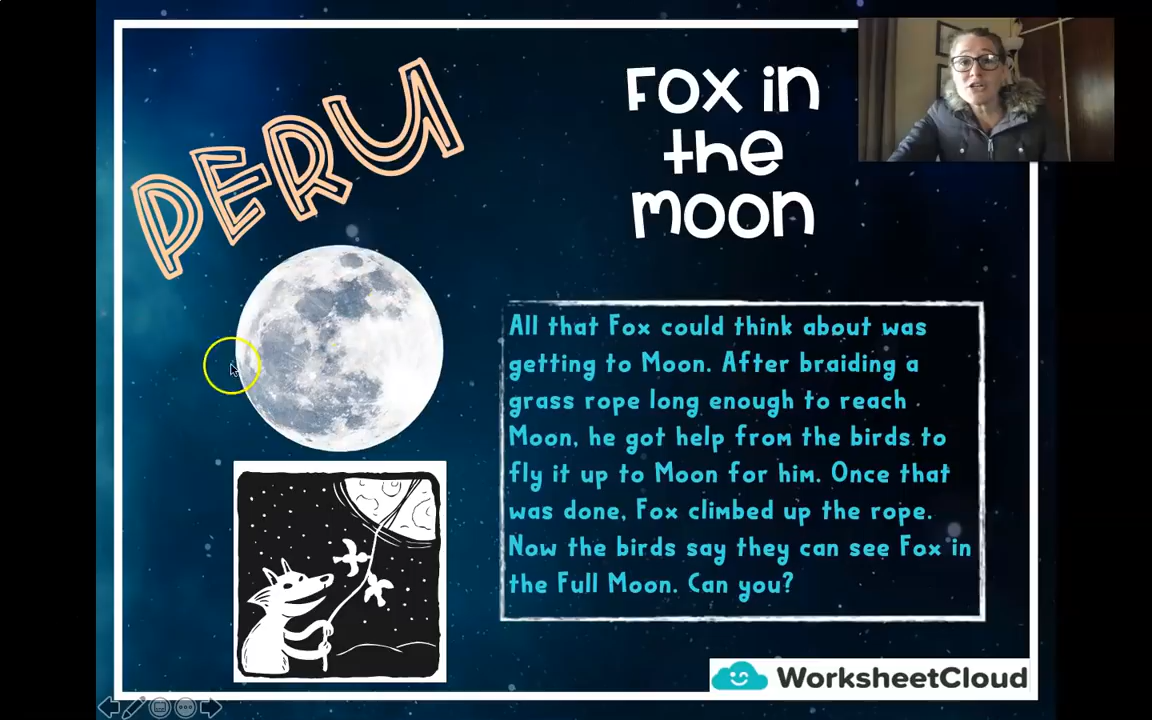 PERU
Fox in
the
moon
All that Fox could think about was
getting to Moon. After braiding a
grass rope long enough to reach
Moon, he got help from the birds to
fly it up to Moon for him. Once that
was done, Fox climbed up the rope.
Now the birds say they can see Fox in
the Full Moon. Can you?
WorksheetCloud